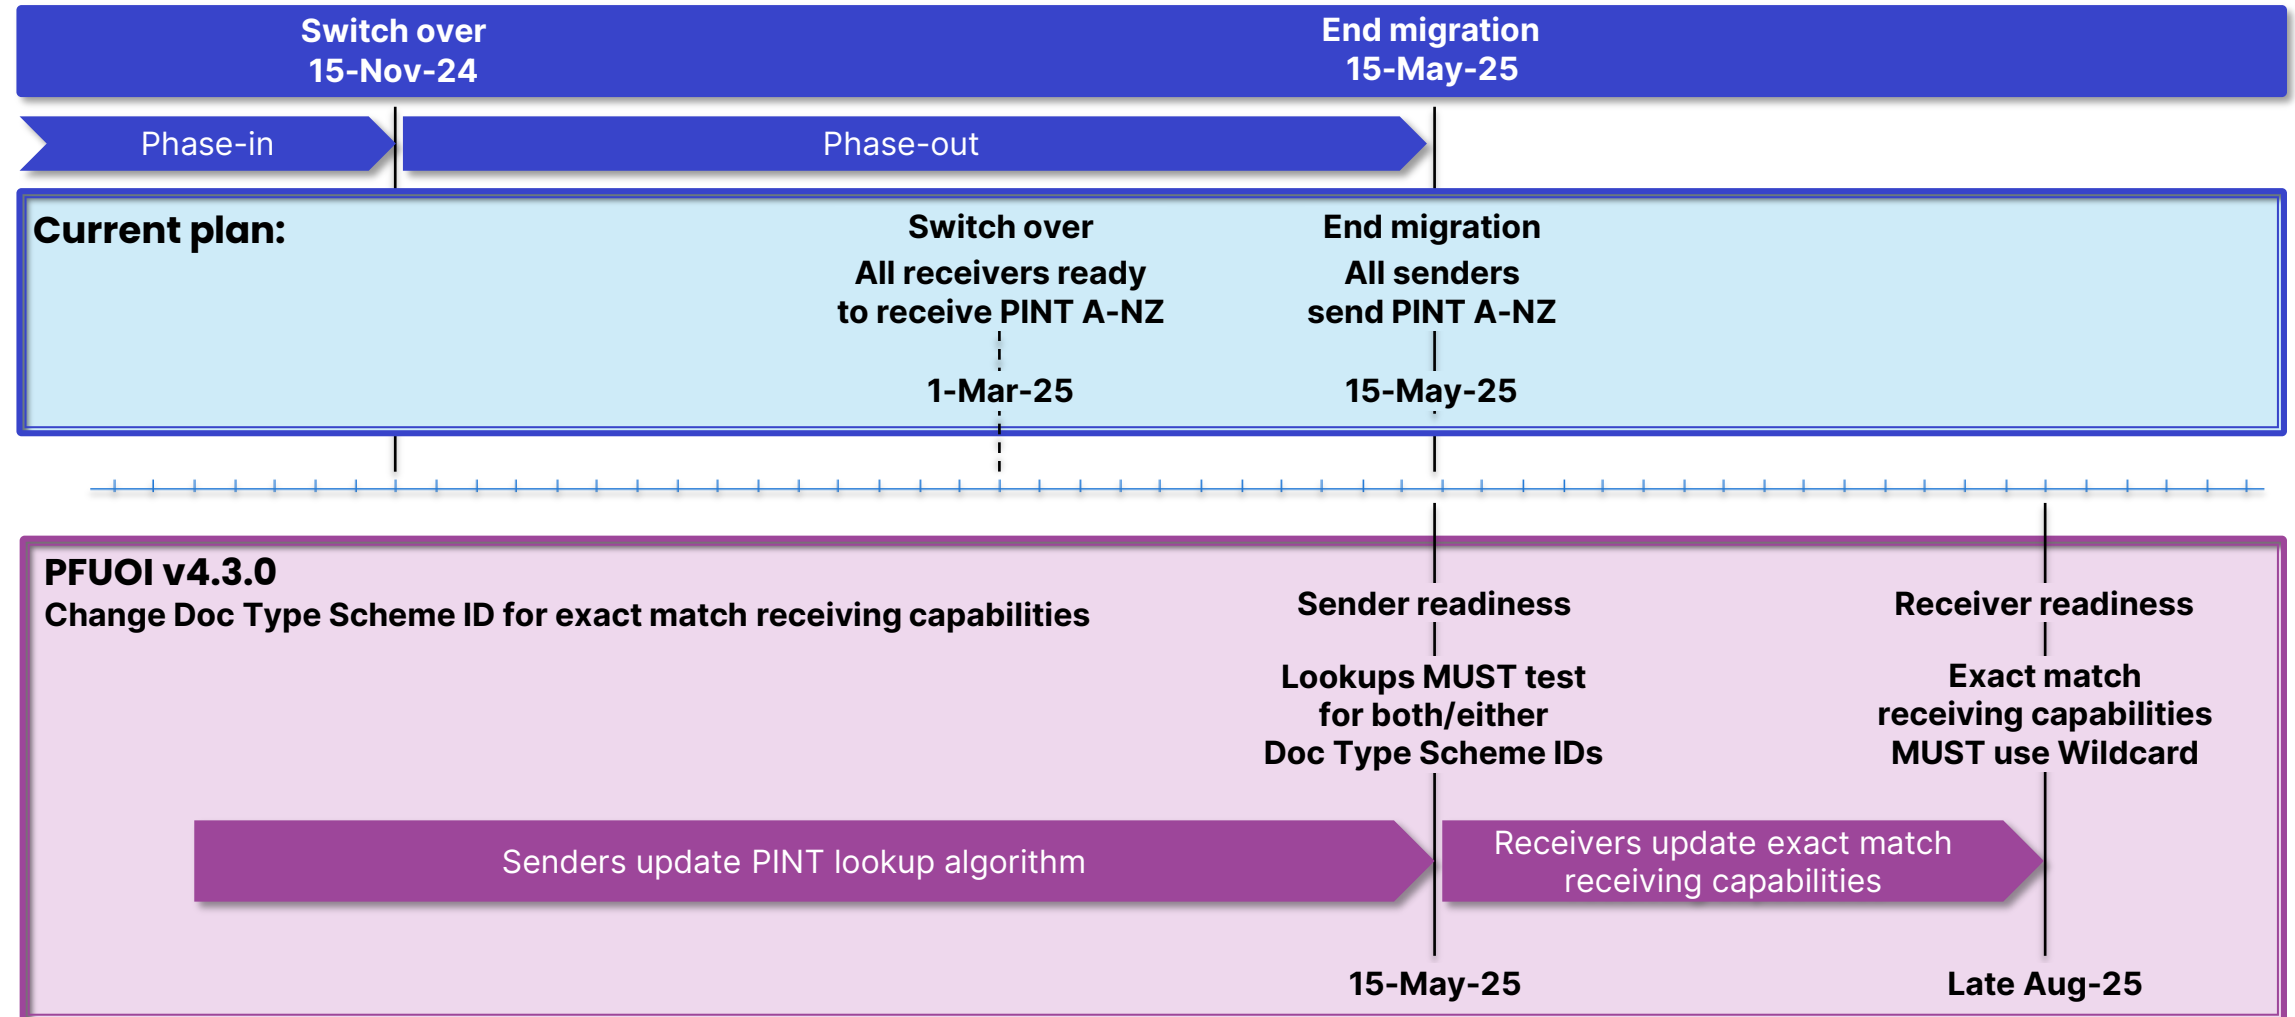 Switch over
15-Nov-24
End migration
15-May-25
Phase-in
Phase-out
Current plan:
Switch over
All receivers ready
to receive PINT A-NZ
1-Mar-25
End migration
All senders
send PINT A-NZ
15-May-25
PFUOI v4.3.0
Change Doc Type Scheme ID for exact match receiving capabilities
Sender readiness
Lookups MUST test
for both/either
Doc Type Scheme IDs
Receiver readiness
Exact match
receiving capabilities
MUST use Wildcard
Senders update PINT lookup algorithm
Receivers update exact match
receiving capabilities
15-May-25
Late Aug-25